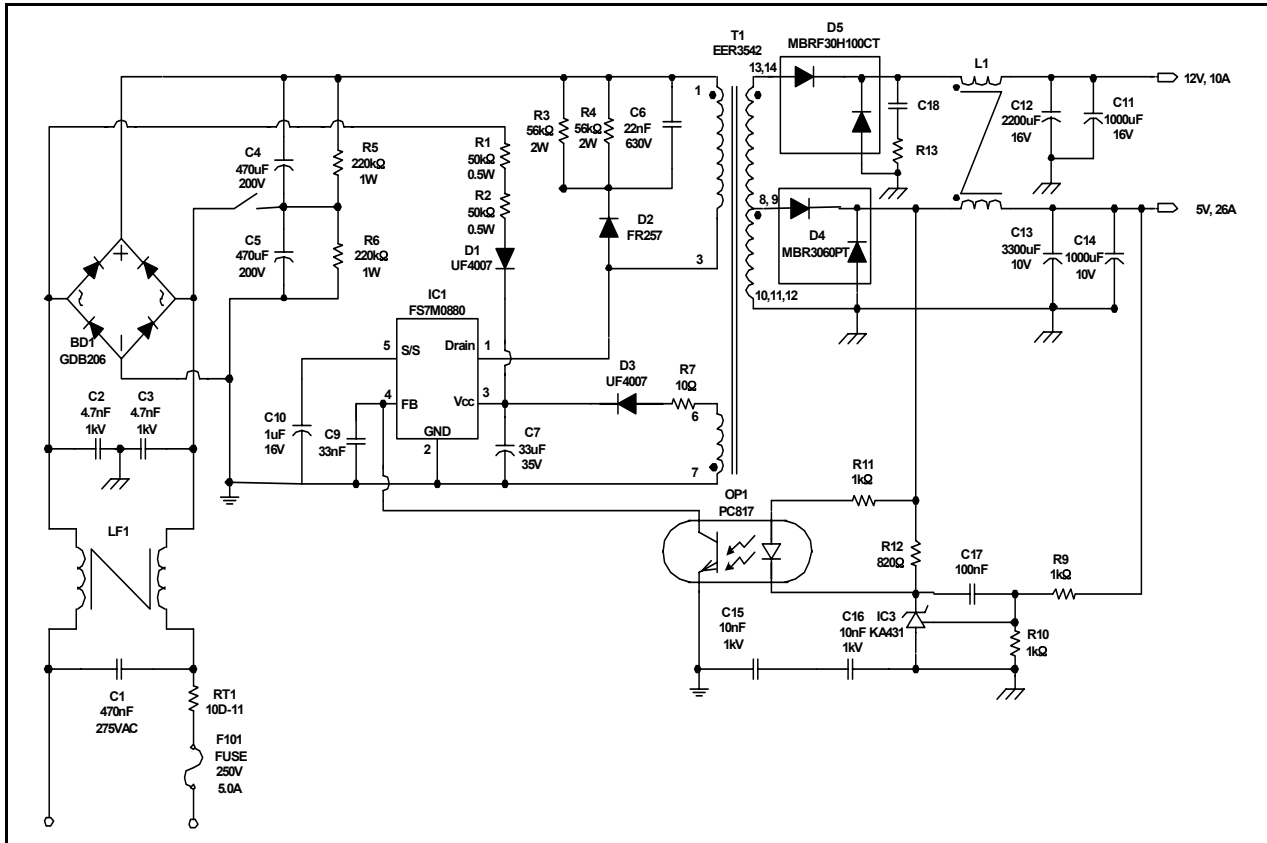 T1
EER3542
D5
MBRF30H100CT
13,14
L1
12V, 10A
1
C18
R13
C12
2200uF
16V
C11
1000uF
16V
R3
56kΩ
2W
R4
56kΩ
2W
C6
22nF
630V
R1
50kΩ
0.5W
R2
50kΩ
0.5W
C4
470uF
200V
R5
220kΩ
1W
C5
470uF
200V
R6
220kΩ
1W
D1
UF4007
D2
FR257
3
8, 9
D4
MBR3060PT
5V, 26A
C13
3300uF
10V
C14
1000uF
10V
10,11,12
IC1
FS7M0880
5
S/S
Drain
1
4
FB
Vcc
3
GND
2
BD1
GDB206
D3
UF4007
R7
10Ω
6
7
C2
4.7nF
1kV
C3
4.7nF
1kV
C10
1uF
16V
C9
33nF
C7
33uF
35V
LF1
OP1
PC817
R11
1kΩ
R12
820Ω
C17
100nF
R9
1kΩ
C15
10nF
1kV
C16
10nF
1kV
IC3
KA431
R10
1kΩ
C1
470nF
275VAC
RT1
10D-11
F101
FUSE
250V
5.0A